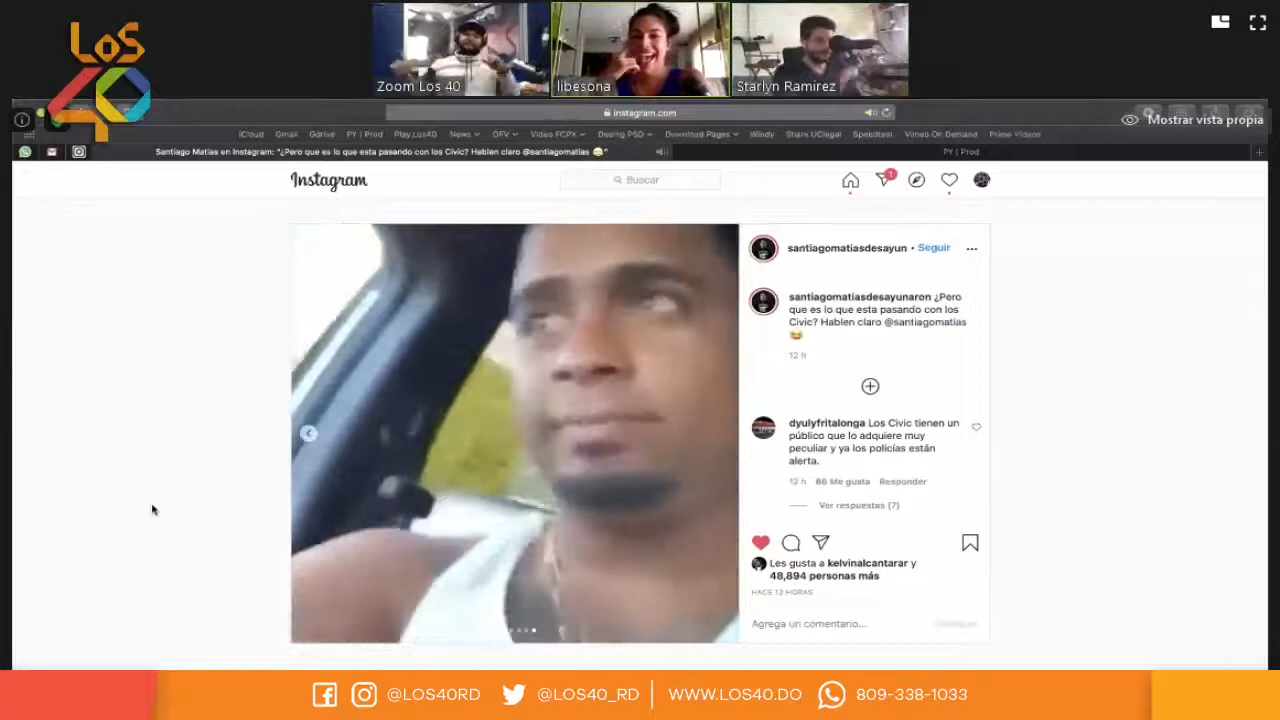 LOS
40
Zoom Los 40
libesona
Starlyn Ramirez
instagram.com
Mostrar vista propia
iCloud Gmail Gdrive PY | Prod Play.Los40 News DFV Video FCPX Desing PSD Download Pages Windy Share UClegal Speedtest Vimeo On Demand Prime Videos
Santiago Matías en Instagram: "¿Pero que es lo que esta pasando con los Civic? Hablen claro @santiagomatias 😂"
PY | Prod
Instagram
Buscar
1
santiagomatiasdesayun • Seguir
santiagomatiasdesayunaron ¿Pero
que es lo que esta pasando con los
Civic? Hablen claro @santiagomatias
😂
12 h
dyulyfritalonga Los Civic tienen un
público que lo adquiere muy
peculiar y ya los policías están
alerta.
12 h 86 Me gusta Responder
Ver respuestas (7)
Les gusta a kelvinalcantarar y
48,894 personas más
HACE 12 HORAS
Agrega un comentario...
@LOS40RD @LOS40_RD WWW.LOS40.DO 809-338-1033